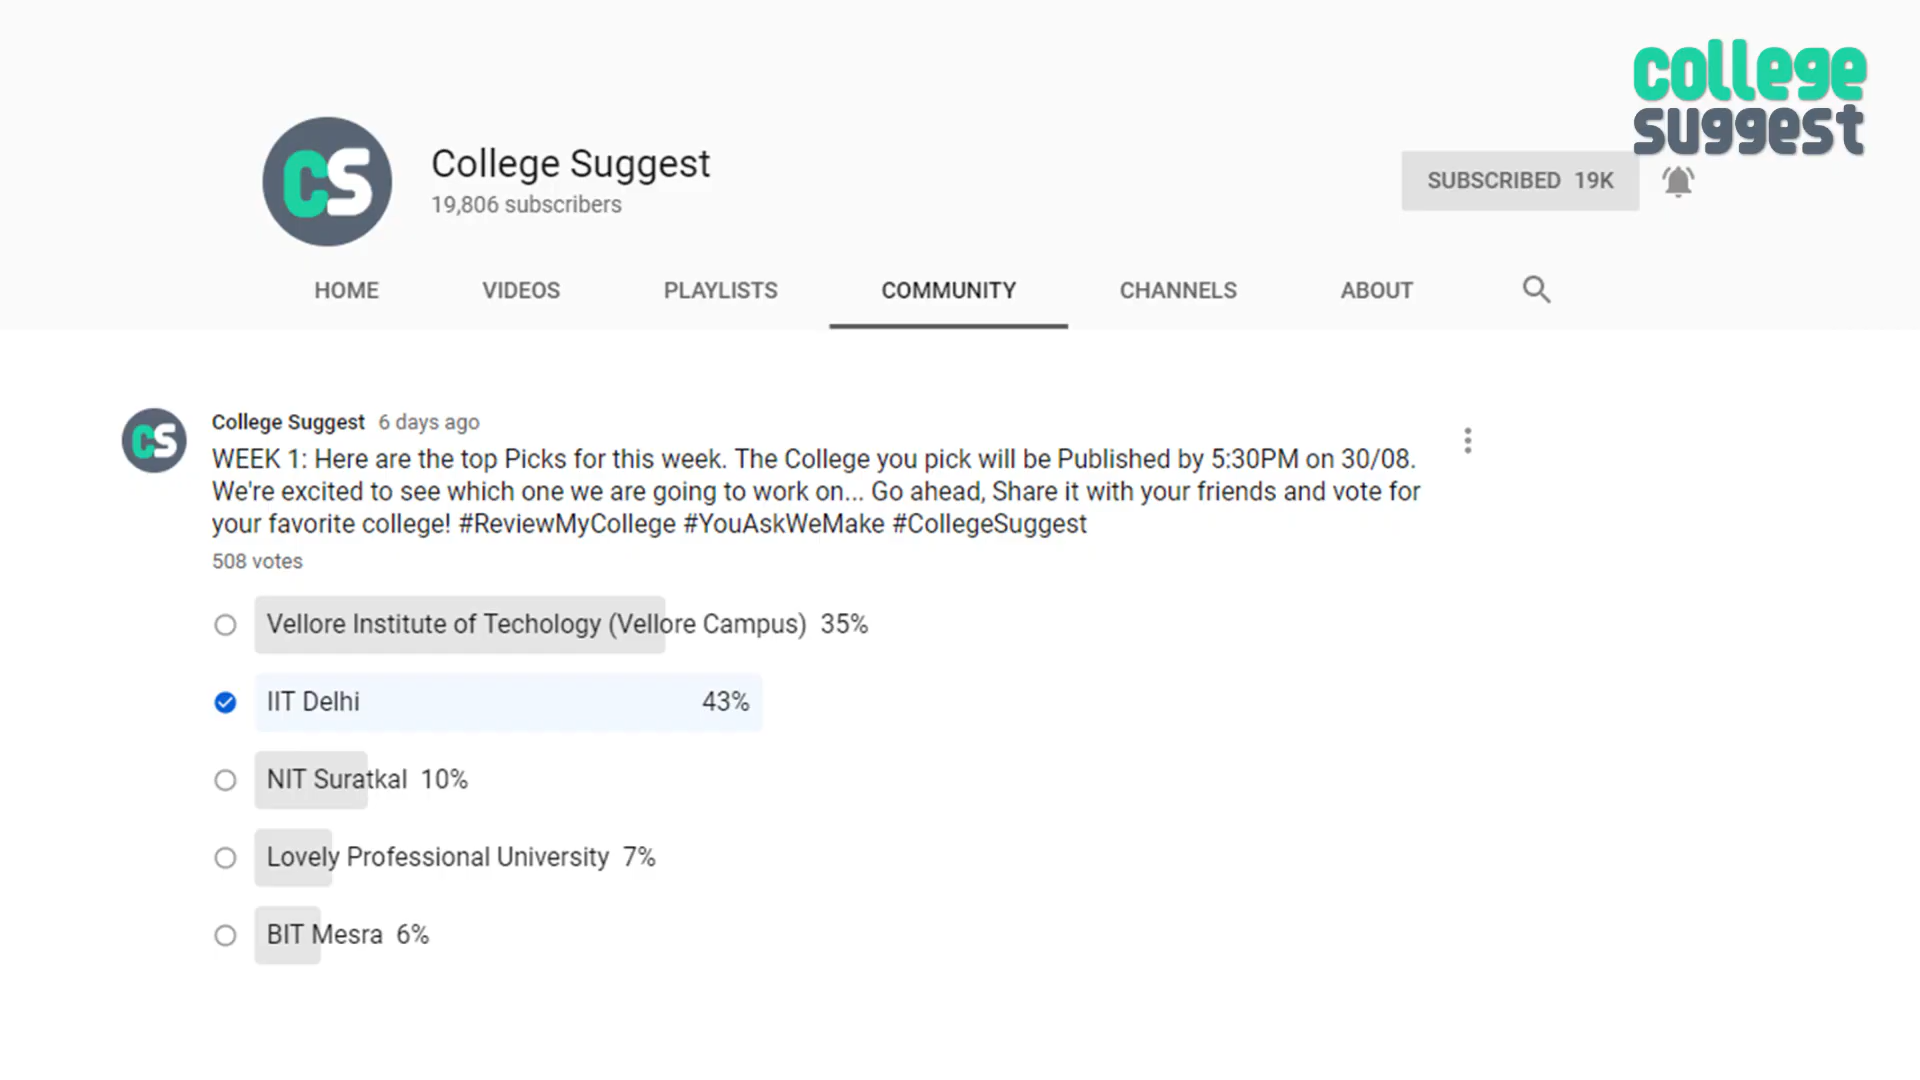 college
suggest
CS
College Suggest
19,806 subscribers
SUBSCRIBED 19K
HOME VIDEOS PLAYLISTS COMMUNITY CHANNELS ABOUT
CS
College Suggest 6 days ago
WEEK 1: Here are the top Picks for this week. The College you pick will be Published by 5:30PM on 30/08.
We're excited to see which one we are going to work on... Go ahead, Share it with your friends and vote for
your favorite college! #ReviewMyCollege #YouAskWeMake #CollegeSuggest
508 votes
Vellore Institute of Techology (Vellore Campus) 35%
IIT Delhi 43%
NIT Suratkal 10%
Lovely Professional University 7%
BIT Mesra 6%